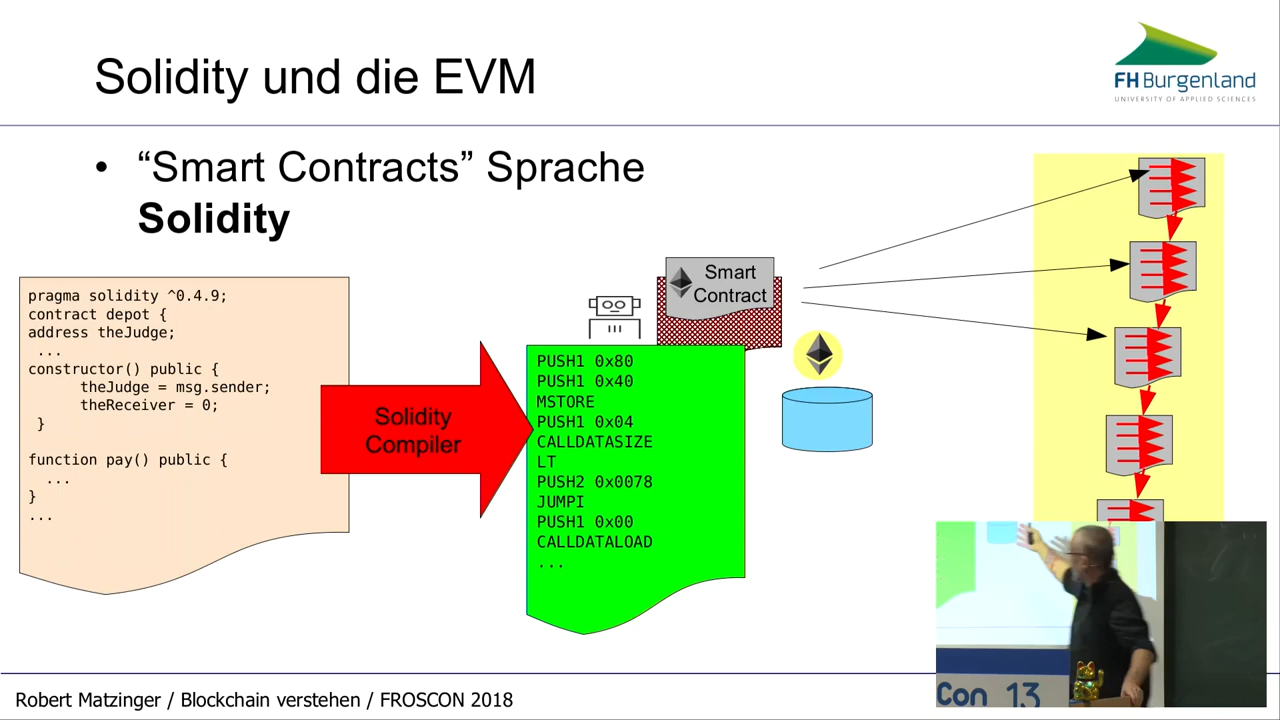 Solidity und die EVM
FH Burgenland
UNIVERSITY OF APPLIED SCIENCES
• “Smart Contracts” Sprache
Solidity
pragma solidity ^0.4.9;
contract depot {
address theJudge;
...
constructor() public {
theJudge = msg.sender;
theReceiver = 0;
}
function pay() public {
...
}
...
Solidity
Compiler
Smart
Contract
PUSH1 0x80
PUSH1 0x40
MSTORE
PUSH1 0x04
CALLDATASIZE
LT
PUSH2 0x0078
JUMPI
PUSH1 0x00
CALLDATALOAD
...
Con 13
Robert Matzinger / Blockchain verstehen / FROSCON 2018